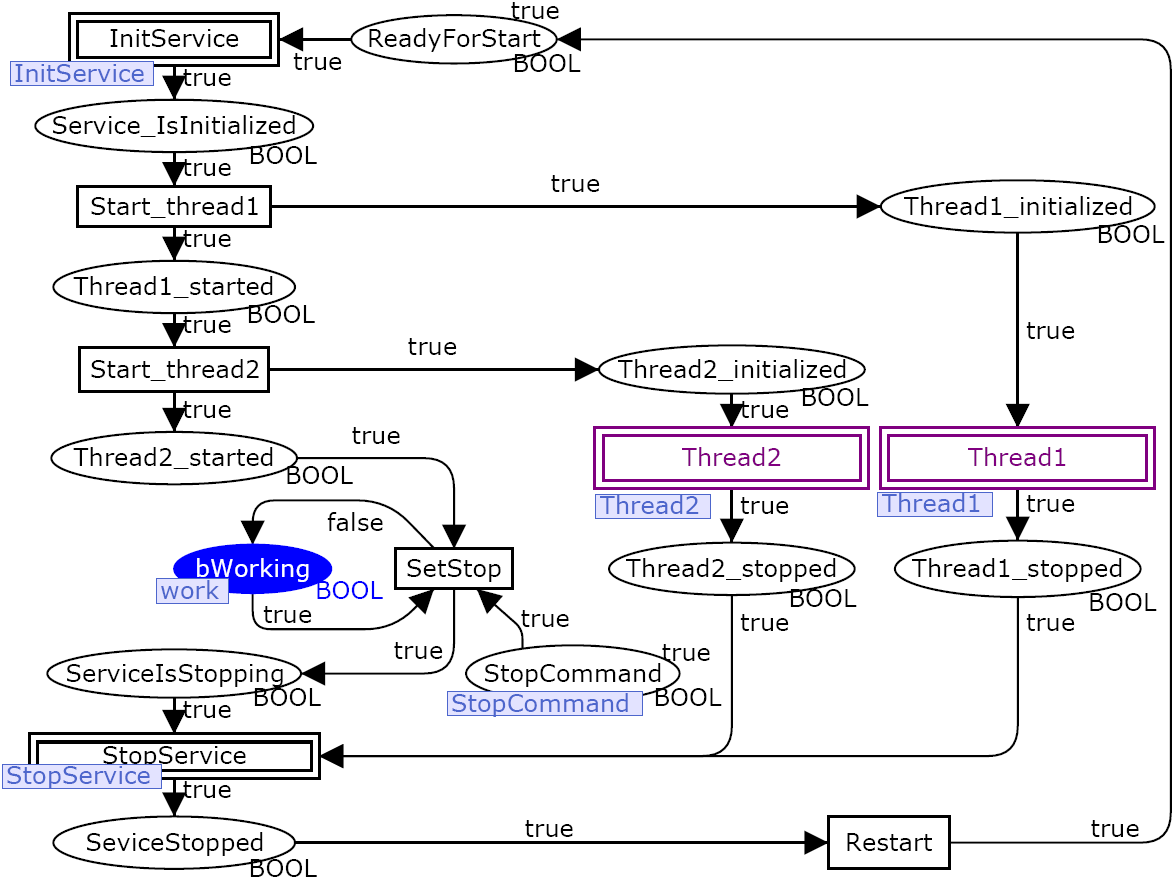 true
InitService
ReadyForStart
true
BOOL
InitService
true
Service_IsInitialized
BOOL
true
true
Start_thread1
Thread1_initialized
BOOL
true
Thread1_started
BOOL
true
true
true
Start_thread2
Thread2_initialized
BOOL
true
true
true
Thread2_started
BOOL
Thread2
Thread1
Thread2
true
Thread1
true
false
bWorking
BOOL
work
SetStop
Thread2_stopped
BOOL
Thread1_stopped
BOOL
true
true
true
true
true
true
ServiceIsStopping
BOOL
StopCommand
BOOL
StopCommand
true
StopService
StopService
true
SeviceStopped
BOOL
true
Restart
true